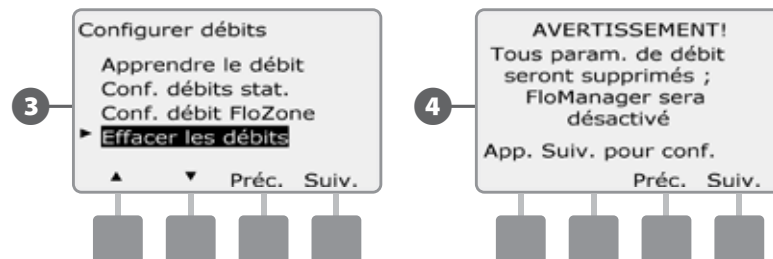 3
Configurer débits
Apprendre le débit
Conf. débits stat.
Conf. débit FloZone
► Effacer les débits
▲ ▼ Préc. Suiv.
4
AVERTISSEMENT!
Tous param. de débit
seront supprimés ;
FloManager sera
désactivé
App. Suiv. pour conf.
Préc. Suiv.